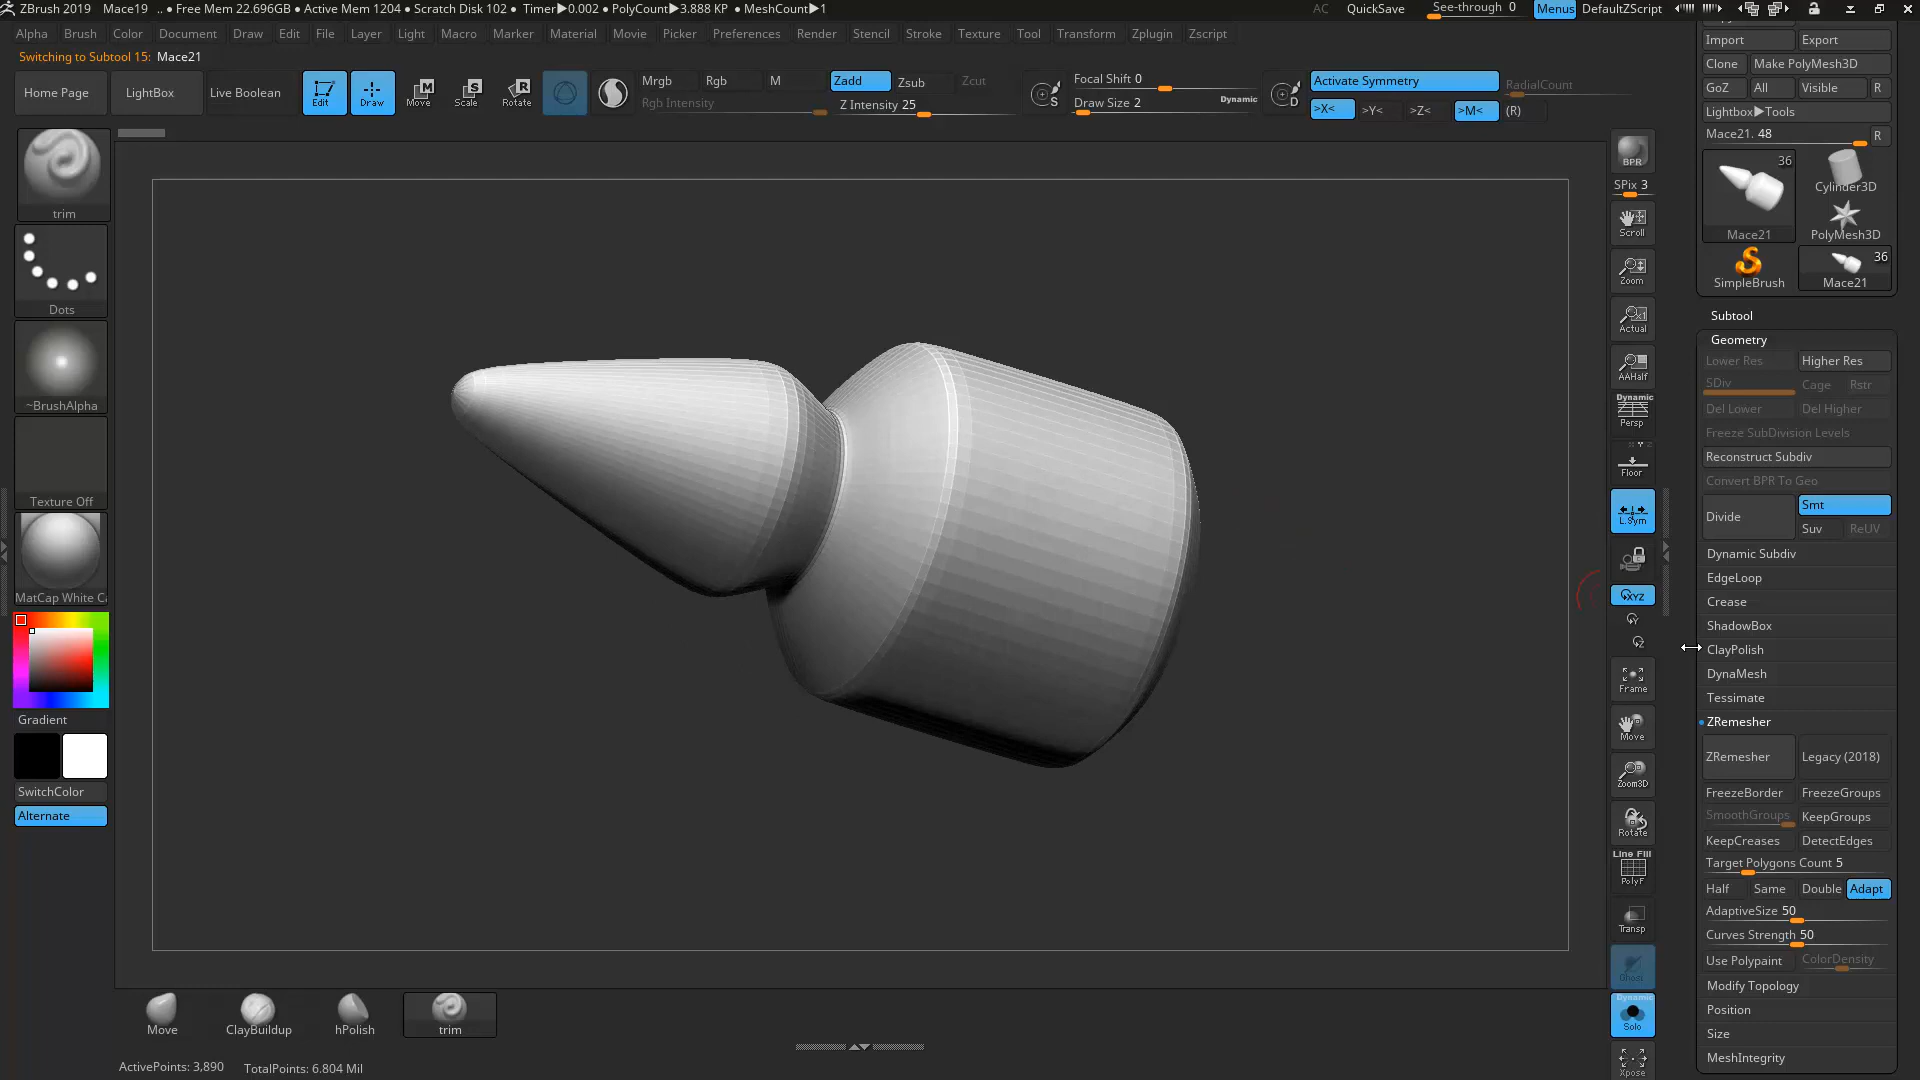 ZBrush 2019 Mace19 .. • Free Mem 22.696GB • Active Mem 1204 • Scratch Disk 102 • Timer▶0.002 • PolyCount▶3.888 KP • MeshCount▶1 AC QuickSave See-through 0 Menus DefaultZScript
Alpha Brush Color Document Draw Edit File Layer Light Macro Marker Material Movie Picker Preferences Render Stencil Stroke Texture Tool Transform Zplugin Zscript
Switching to Subtool 15: Mace21
Home Page LightBox Live Boolean Edit Draw Move Scale Rotate
Mrgb Rgb M Zadd Zsub Zcut
Rgb Intensity Z Intensity 25
Focal Shift 0
Draw Size 2 Dynamic
Activate Symmetry RadialCount
>X< >Y< >Z< >M< (R)
trim
Dots
~BrushAlpha
Texture Off
MatCap White Ca
Gradient
SwitchColor
Alternate
BPR
SPix 3
Scroll
Zoom
Actual
AAHalf
Dynamic
Persp
Floor
L.Sym
XYZ
Y
Z
Frame
Move
Zoom3D
Rotate
Line Fill
PolyF
Transp
Ghost
Dynamic
Solo
Xpose
Import Export
Clone Make PolyMesh3D
GoZ All Visible R
Lightbox▶Tools
Mace21. 48 R
36
Mace21
Cylinder3D
PolyMesh3D
SimpleBrush
36
Mace21
Subtool
Geometry
Lower Res Higher Res
SDiv Cage Rstr
Del Lower Del Higher
Freeze SubDivision Levels
Reconstruct Subdiv
Convert BPR To Geo
Divide Smt
Suv ReUV
Dynamic Subdiv
EdgeLoop
Crease
ShadowBox
ClayPolish
DynaMesh
Tessimate
ZRemesher
ZRemesher Legacy (2018)
FreezeBorder FreezeGroups
SmoothGroups KeepGroups
KeepCreases DetectEdges
Target Polygons Count 5
Half Same Double Adapt
AdaptiveSize 50
Curves Strength 50
Use Polypaint ColorDensity
Modify Topology
Position
Size
MeshIntegrity
Move ClayBuildup hPolish trim
ActivePoints: 3,890 TotalPoints: 6.804 Mil